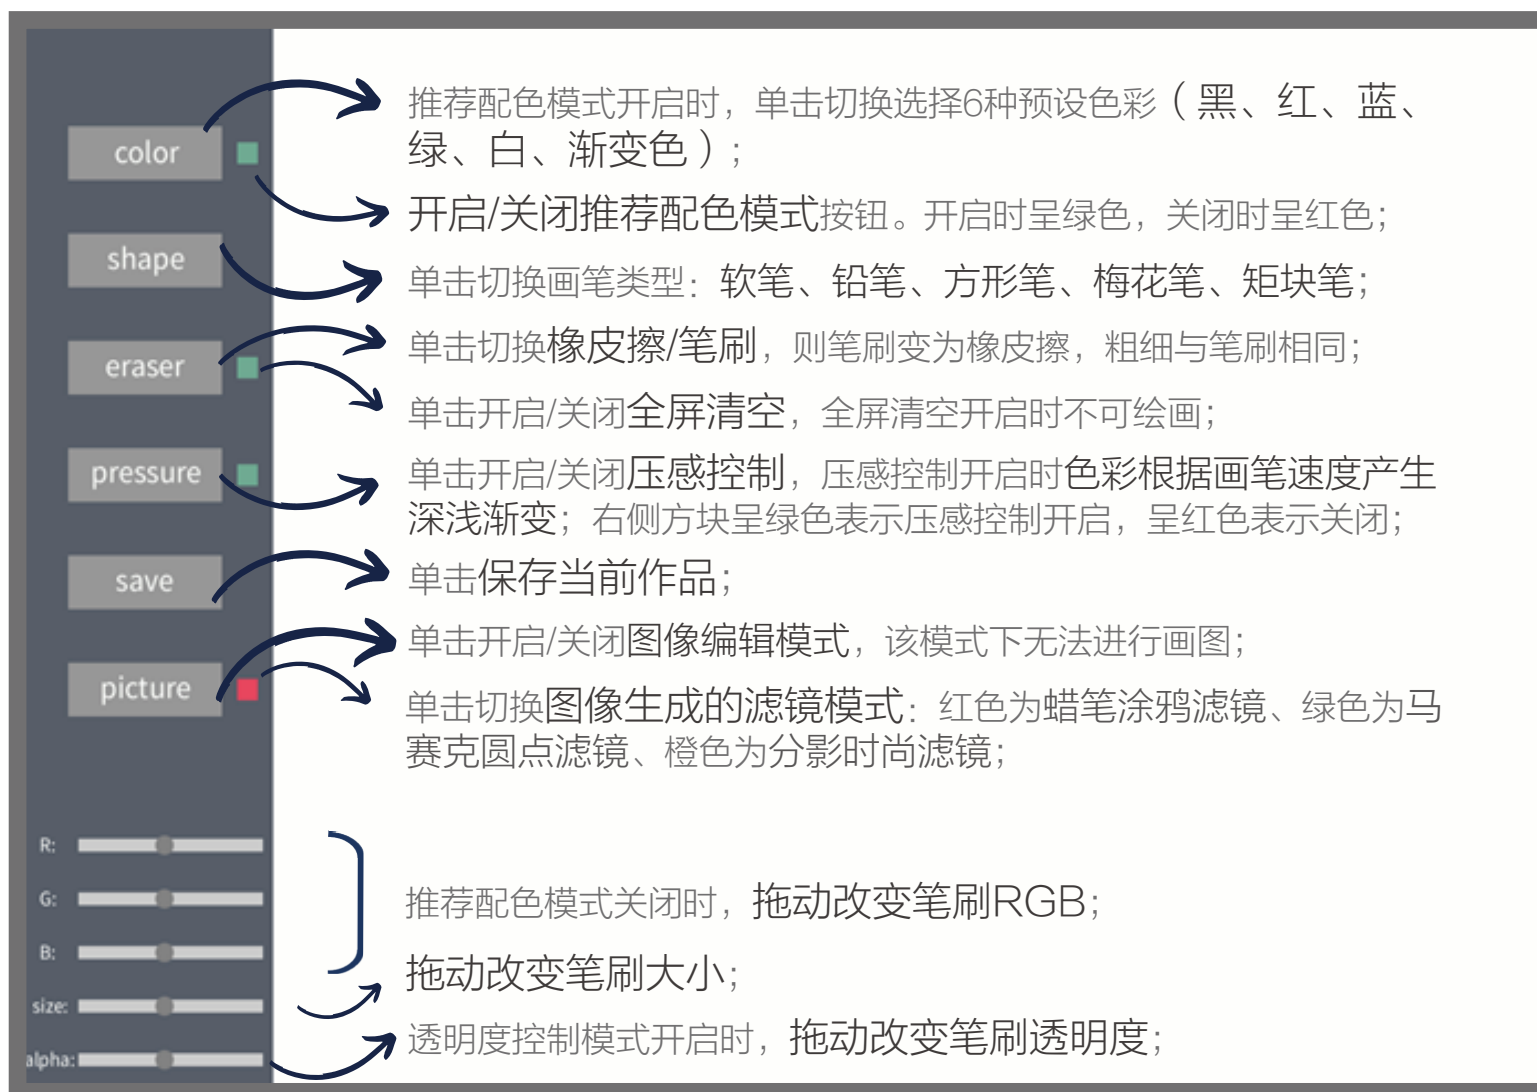 推荐配色模式开启时，单击切换选择6种预设色彩（黑、红、蓝、
绿、白、渐变色）；
color
开启/关闭推荐配色模式按钮。开启时呈绿色，关闭时呈红色；
shape
单击切换画笔类型：软笔、铅笔、方形笔、梅花笔、矩块笔；
单击切换橡皮擦/笔刷，则笔刷变为橡皮擦，粗细与笔刷相同；
eraser
单击开启/关闭全屏清空，全屏清空开启时不可绘画；
pressure
单击开启/关闭压感控制，压感控制开启时色彩根据画笔速度产生
深浅渐变；右侧方块呈绿色表示压感控制开启，呈红色表示关闭；
save
单击保存当前作品；
单击开启/关闭图像编辑模式，该模式下无法进行画图；
picture
单击切换图像生成的滤镜模式：红色为蜡笔涂鸦滤镜、绿色为马
赛克圆点滤镜、橙色为分影时尚滤镜；
R:
G:
推荐配色模式关闭时，拖动改变笔刷RGB；
B:
拖动改变笔刷大小；
size:
透明度控制模式开启时，拖动改变笔刷透明度；
alpha: